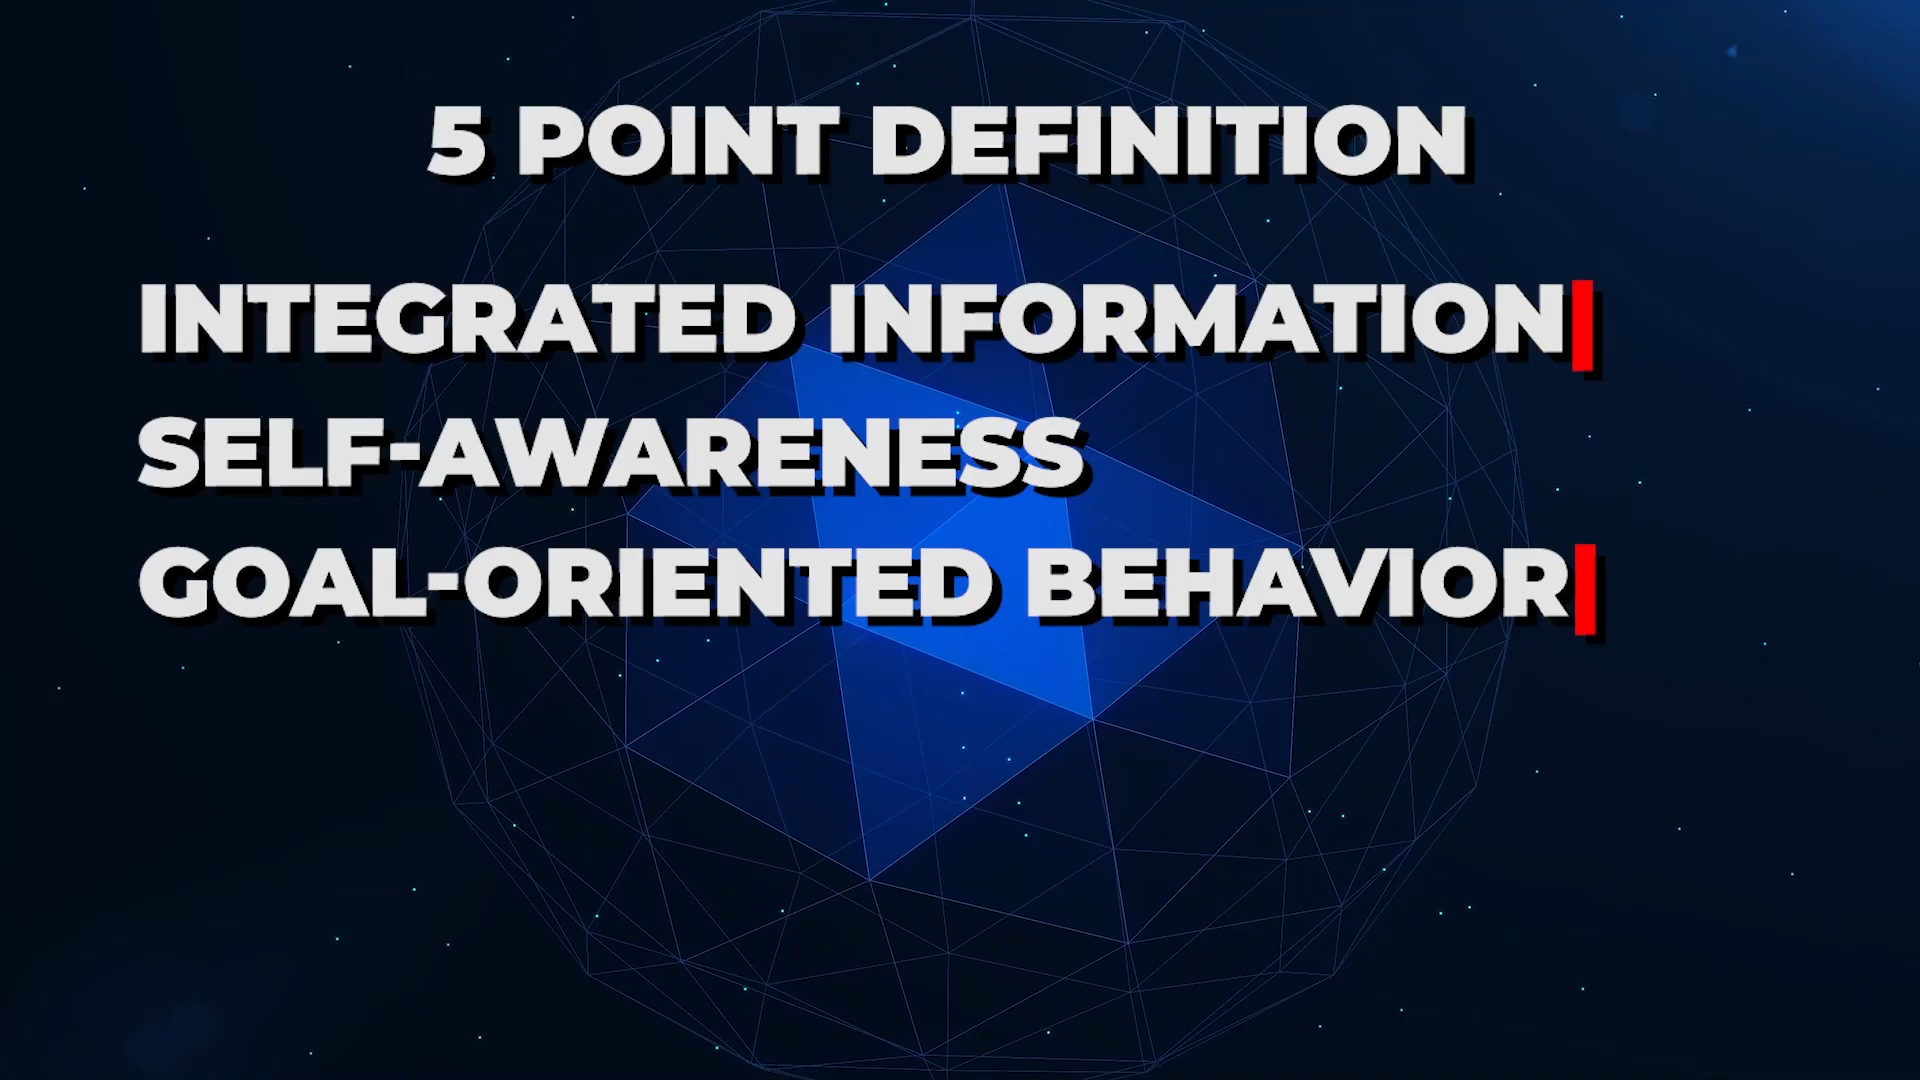 5 POINT DEFINITION
INTEGRATED INFORMATION
SELF-AWARENESS
GOAL-ORIENTED BEHAVIOR